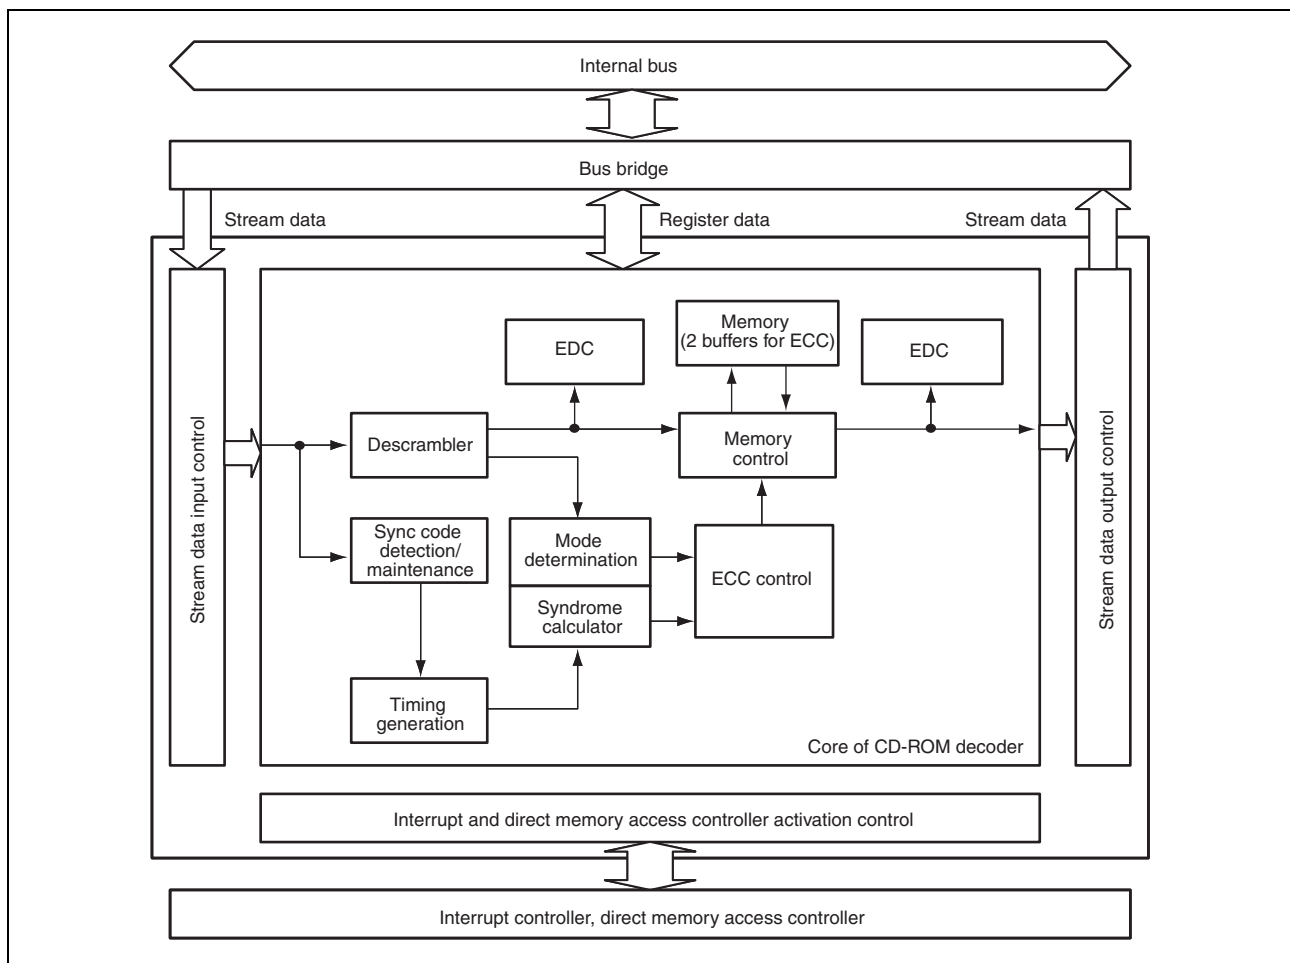 Internal bus
Bus bridge
Stream data
Register data
Stream data
Stream data input control
EDC
Memory
(2 buffers for ECC)
EDC
Descrambler
Memory
control
Sync code
detection/
maintenance
Mode
determination
ECC control
Syndrome
calculator
Timing
generation
Core of CD-ROM decoder
Stream data output control
Interrupt and direct memory access controller activation control
Interrupt controller, direct memory access controller